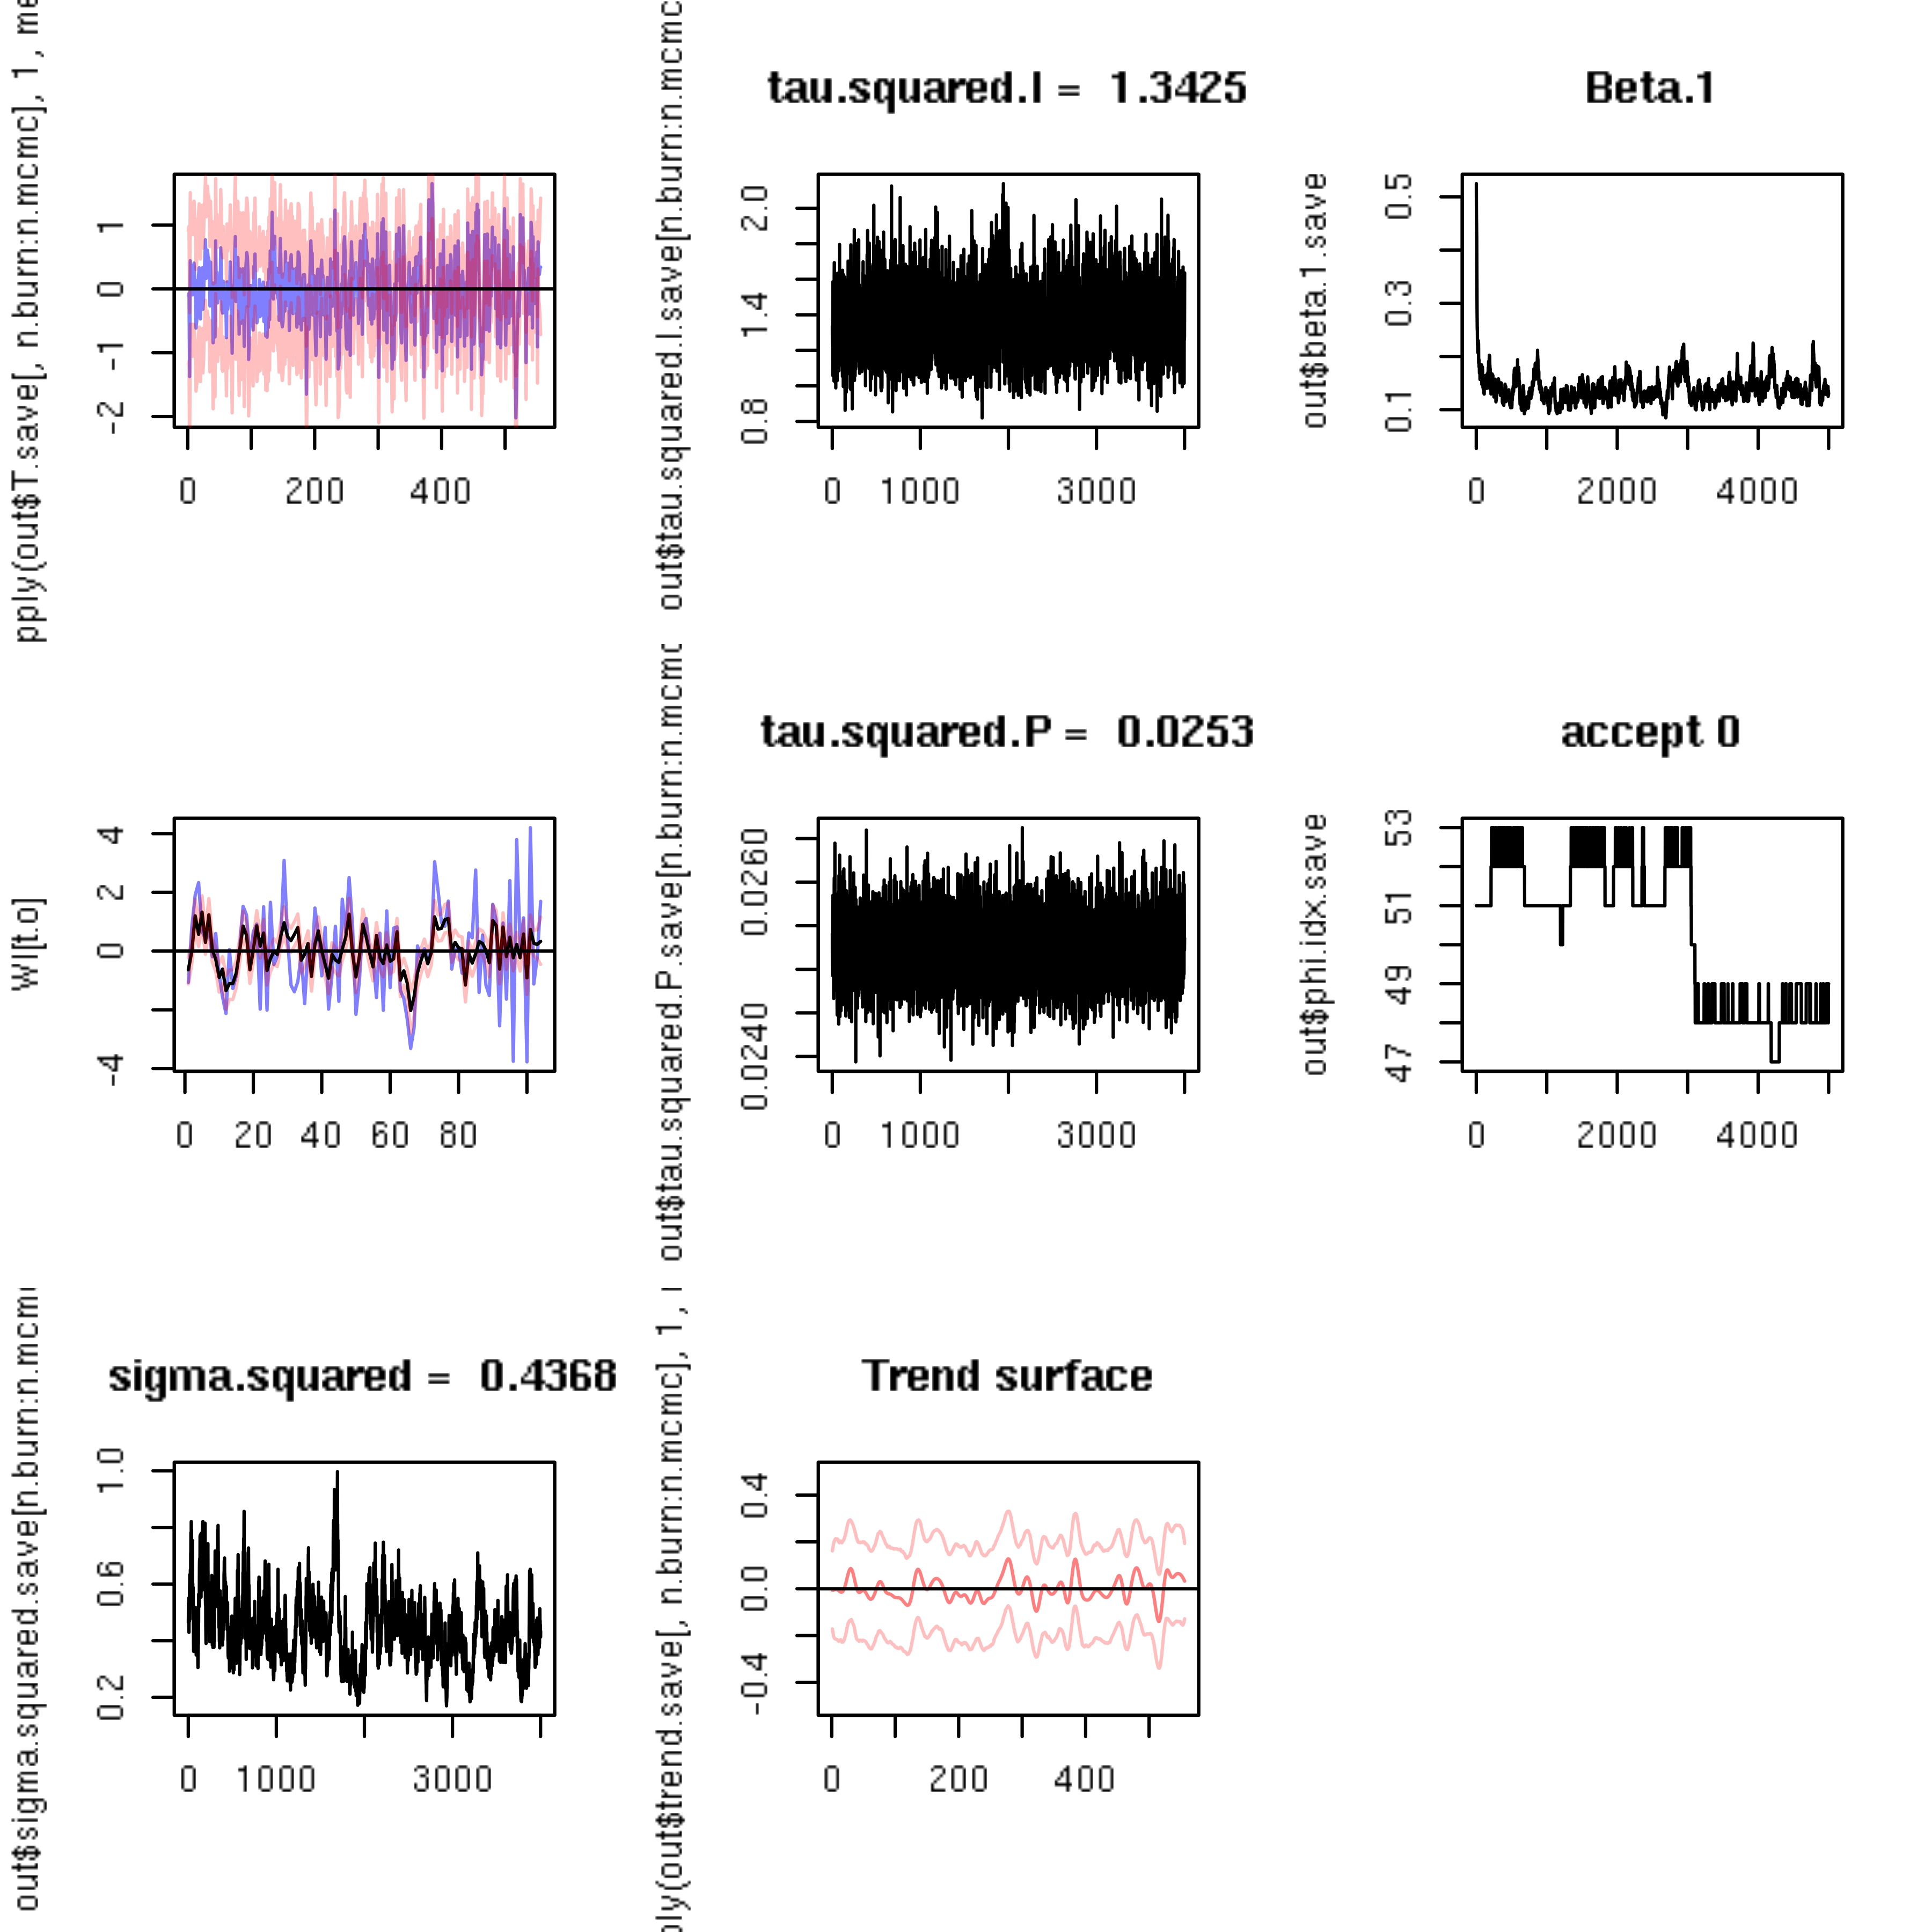 pply(out$T.save[, n.burn:n.mcmc], 1, me
1
0
-1
-2
0 200 400
tau.squared.I = 1.3425
out$tau.squared.I.save[n.burn:n.mcmc
2.0
1.4
0.8
0 1000 3000
Beta.1
out$beta.1.save
0.5
0.3
0.1
0 2000 4000
WI[t.o]
4
2
0
-4
0 20 40 60 80
tau.squared.P = 0.0253
out$tau.squared.P.save[n.burn:n.mcmc
0.0260
0.0240
0 1000 3000
accept 0
out$phi.idx.save
53
51
49
47
0 2000 4000
sigma.squared = 0.4368
out$sigma.squared.save[n.burn:n.mcm
1.0
0.6
0.2
0 1000 3000
Trend surface
ply(out$trend.save[, n.burn:n.mcmc], 1,
0.4
0.0
-0.4
0 200 400